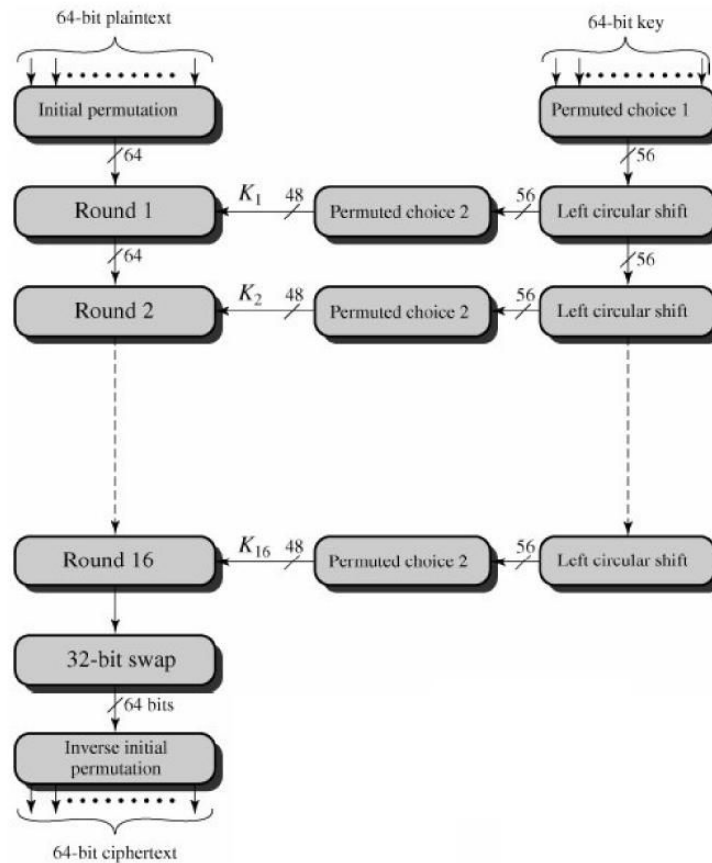 64-bit plaintext
64-bit key
Initial permutation
Permuted choice 1
64
56
Round 1
K1
48
Permuted choice 2
56
Left circular shift
64
56
Round 2
K2
48
Permuted choice 2
56
Left circular shift
Round 16
K16
48
Permuted choice 2
56
Left circular shift
32-bit swap
64 bits
Inverse initial
permutation
64-bit ciphertext